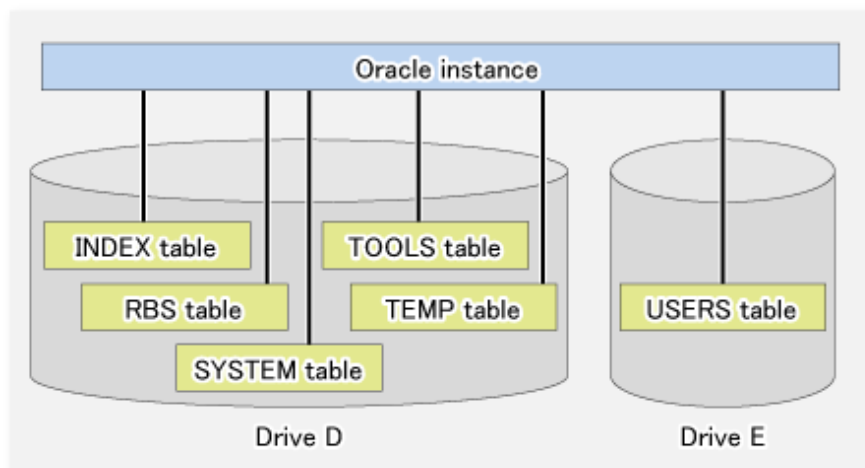 Oracle instance
INDEX table
TOOLS table
RBS table
TEMP table
USERS table
SYSTEM table
Drive D
Drive E